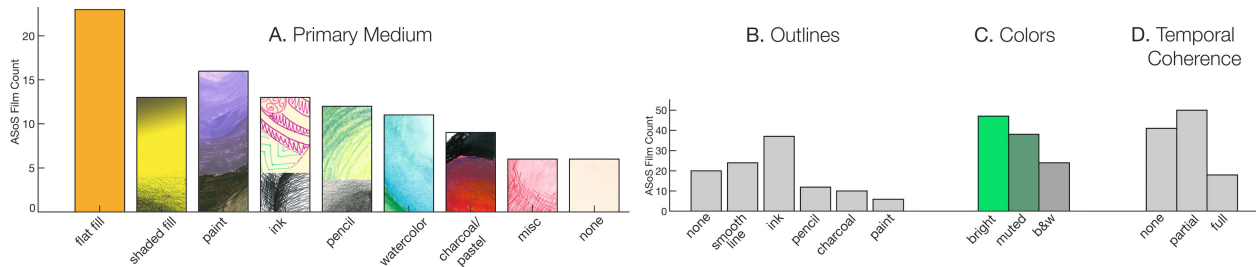 A. Primary Medium
ASoS Film Count
20
15
10
5
0
flat fill
shaded fill
paint
ink
pencil
watercolor
charcoal/
pastel
misc
none
B. Outlines
ASoS Film Count
50
40
30
20
10
0
none
smooth
line
ink
pencil
charcoal
paint
C. Colors
bright
muted
b&w
D. Temporal
Coherence
none
partial
full